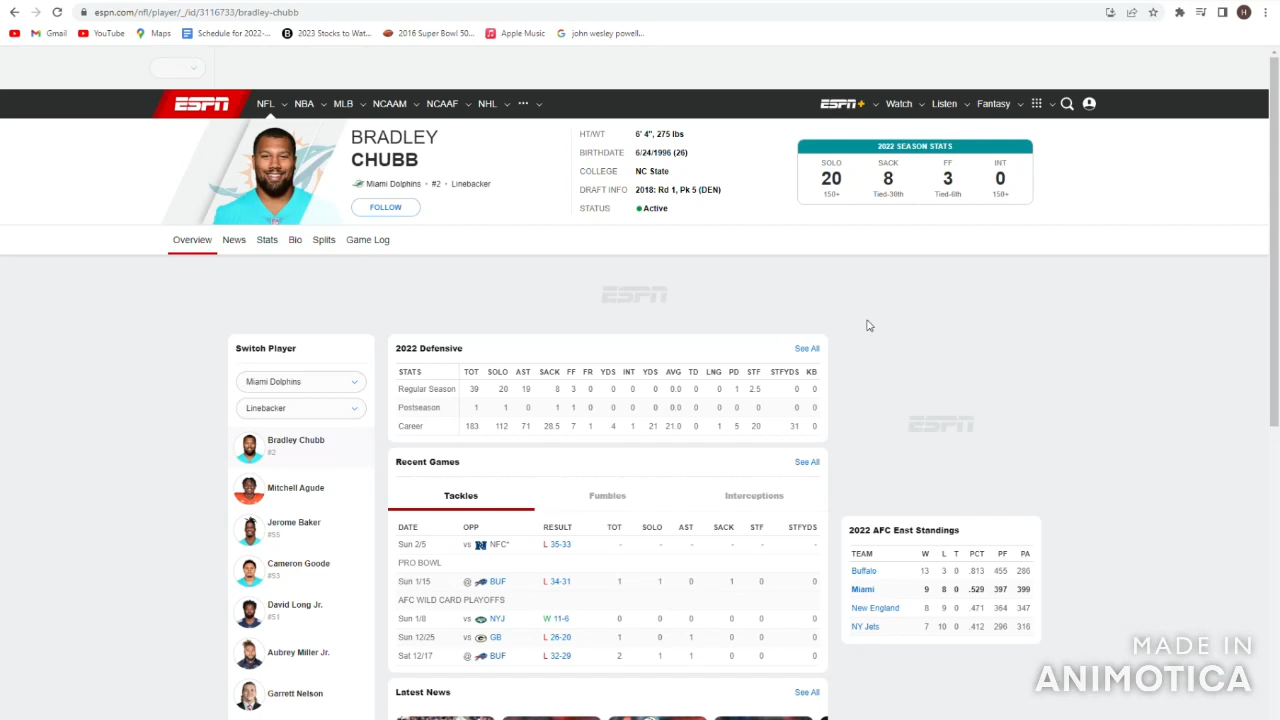 espn.com/nfl/player/_/id/3116733/bradley-chubb
H
Gmail YouTube Maps Schedule for 2022-... 2023 Stocks to Wat... 2016 Super Bowl 50... Apple Music john wesley powell...
ESPN NFL NBA MLB NCAAM NCAAF NHL ... ESPN+ Watch Listen Fantasy
BRADLEY
CHUBB
Miami Dolphins • #2 • Linebacker
FOLLOW
HT/WT 6' 4", 275 lbs
BIRTHDATE 6/24/1996 (26)
COLLEGE NC State
DRAFT INFO 2018: Rd 1, Pk 5 (DEN)
STATUS Active
2022 SEASON STATS
SOLO SACK FF INT
20 8 3 0
150+ Tied-30th Tied-6th 150+
Overview News Stats Bio Splits Game Log
ESPN
Switch Player
Miami Dolphins
Linebacker
Bradley Chubb
#2
Mitchell Agude
Jerome Baker
#55
Cameron Goode
#53
David Long Jr.
#51
Aubrey Miller Jr.
Garrett Nelson
2022 Defensive See All
STATS TOT SOLO AST SACK FF FR YDS INT YDS AVG TD LNG PD STF STFYDS KB
Regular Season 39 20 19 8 3 0 0 0 0 0.0 0 0 1 2.5 0 0
Postseason 1 1 0 1 1 0 0 0 0 0.0 0 0 0 0 0 0
Career 183 112 71 28.5 7 1 4 1 21 21.0 0 1 5 20 31 0
ESPN
Recent Games See All
Tackles Fumbles Interceptions
DATE OPP RESULT TOT SOLO AST SACK STF STFYDS
Sun 2/5 vs NFC* L 35-33 - - - - - -
PRO BOWL
Sun 1/15 @ BUF L 34-31 1 1 0 1 0 0
AFC WILD CARD PLAYOFFS
Sun 1/8 vs NYJ W 11-6 0 0 0 0 0 0
Sun 12/25 vs GB L 26-20 1 0 1 0 0 0
Sat 12/17 @ BUF L 32-29 2 1 1 0 0 0
Latest News See All
2022 AFC East Standings
TEAM W L T PCT PF PA
Buffalo 13 3 0 .813 455 286
Miami 9 8 0 .529 397 399
New England 8 9 0 .471 364 347
NY Jets 7 10 0 .412 296 316
MADE IN
ANIMOTICA